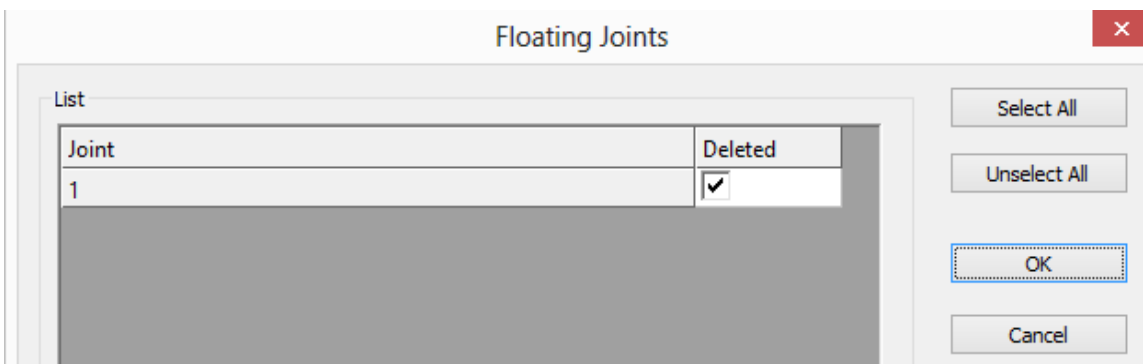 Floating Joints
List
Joint Deleted
1
Select All
Unselect All
OK
Cancel